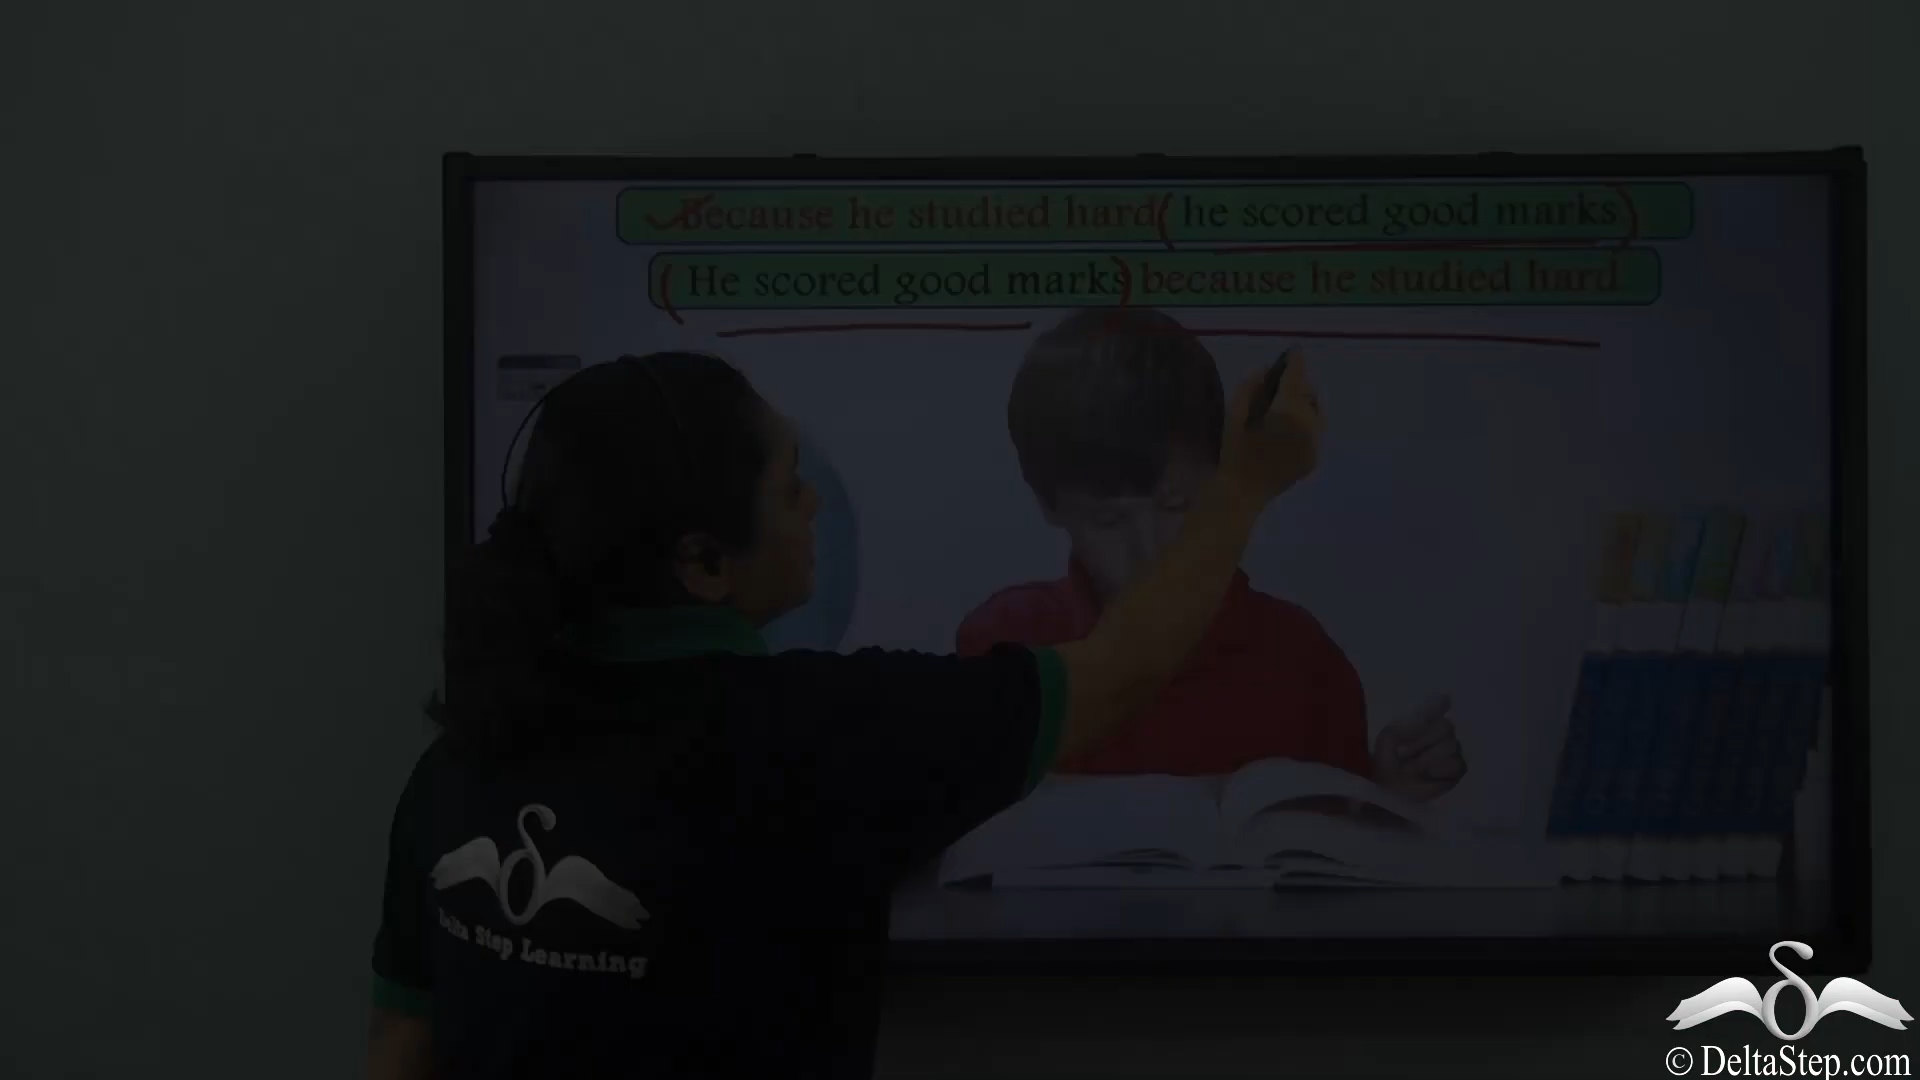 Because he studied hard he scored good marks
He scored good marks because he studied hard
Delta Step Learning
© DeltaStep.com